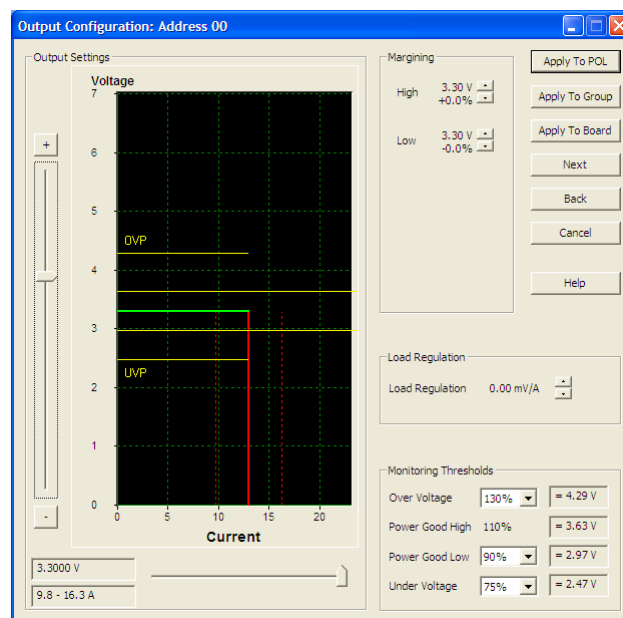 Output Configuration: Address 00
Output Settings
Voltage
7
6
5
4
3
2
1
0
OVP
UVP
0 5 10 15 20
Current
+
-
3.3000 V
9.8 - 16.3 A
Margining
High 3.30 V
+0.0%
Low 3.30 V
-0.0%
Apply To POL
Apply To Group
Apply To Board
Next
Back
Cancel
Help
Load Regulation
Load Regulation 0.00 mV/A
Monitoring Thresholds
Over Voltage 130% = 4.29 V
Power Good High 110% = 3.63 V
Power Good Low 90% = 2.97 V
Under Voltage 75% = 2.47 V